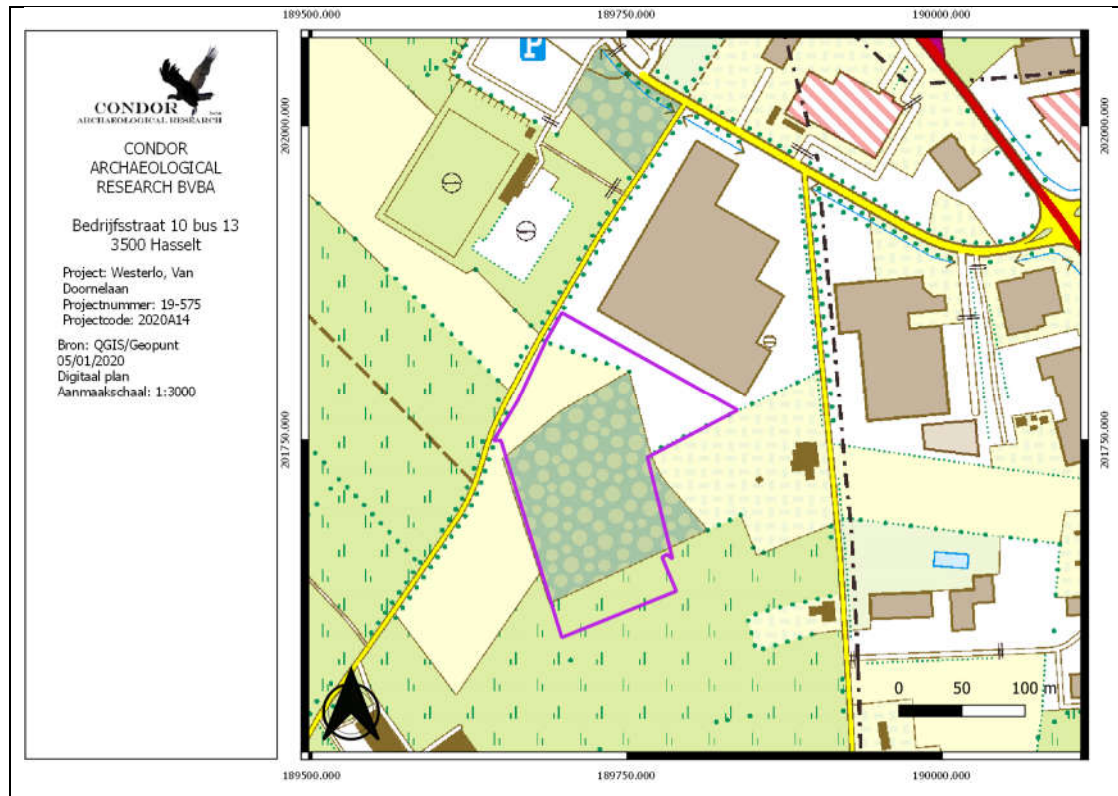 CONDOR
ARCHAEOLOGICAL RESEARCH
CONDOR
ARCHAEOLOGICAL
RESEARCH BVBA
Bedrijfsstraat 10 bus 13
3500 Hasselt
Project: Westerlo, Van
Doornelaan
Projectnummer: 19-575
Projectcode: 2020A14
Bron: QGIS/Geopunt
05/01/2020
Digitaal plan
Aanmaakschaal: 1:3000
189500.000 189750.000 190000.000
P
202000.000 202000.000
201750.000 201750.000
0 50 100 m
189500.000 189750.000 190000.000